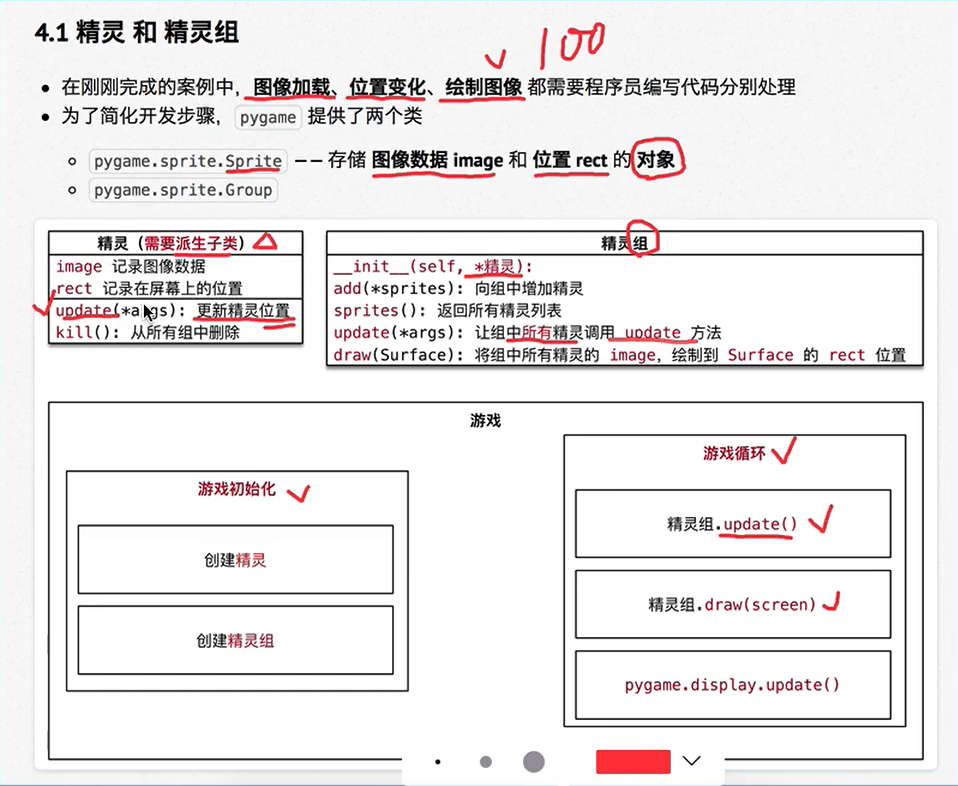 4.1 精灵 和 精灵组
100
在刚刚完成的案例中，图像加载、位置变化、绘制图像 都需要程序员编写代码分别处理
为了简化开发步骤，pygame 提供了两个类
pygame.sprite.Sprite —— 存储 图像数据 image 和 位置 rect 的 对象
pygame.sprite.Group
精灵（需要派生子类）
image 记录图像数据
rect 记录在屏幕上的位置
update(*args): 更新精灵位置
kill(): 从所有组中删除
精灵组
__init__(self, *精灵):
add(*sprites): 向组中增加精灵
sprites(): 返回所有精灵列表
update(*args): 让组中所有精灵调用 update 方法
draw(Surface): 将组中所有精灵的 image，绘制到 Surface 的 rect 位置
游戏
游戏初始化
创建精灵
创建精灵组
游戏循环
精灵组.update()
精灵组.draw(screen)
pygame.display.update()